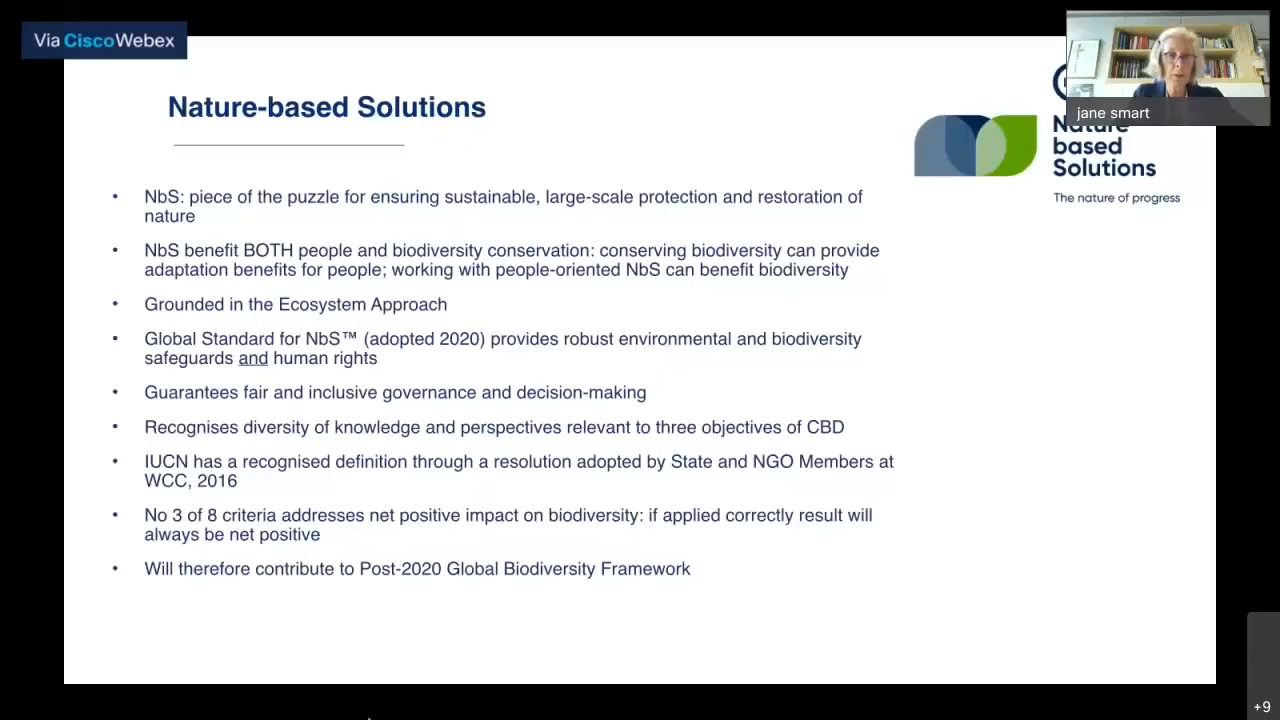 Via CiscoWebex
jane smart
Nature-based Solutions
Nature
based
Solutions
The nature of progress
• NbS: piece of the puzzle for ensuring sustainable, large-scale protection and restoration of
nature
• NbS benefit BOTH people and biodiversity conservation: conserving biodiversity can provide
adaptation benefits for people; working with people-oriented NbS can benefit biodiversity
• Grounded in the Ecosystem Approach
• Global Standard for NbS™ (adopted 2020) provides robust environmental and biodiversity
safeguards and human rights
• Guarantees fair and inclusive governance and decision-making
• Recognises diversity of knowledge and perspectives relevant to three objectives of CBD
• IUCN has a recognised definition through a resolution adopted by State and NGO Members at
WCC, 2016
• No 3 of 8 criteria addresses net positive impact on biodiversity: if applied correctly result will
always be net positive
• Will therefore contribute to Post-2020 Global Biodiversity Framework
+9